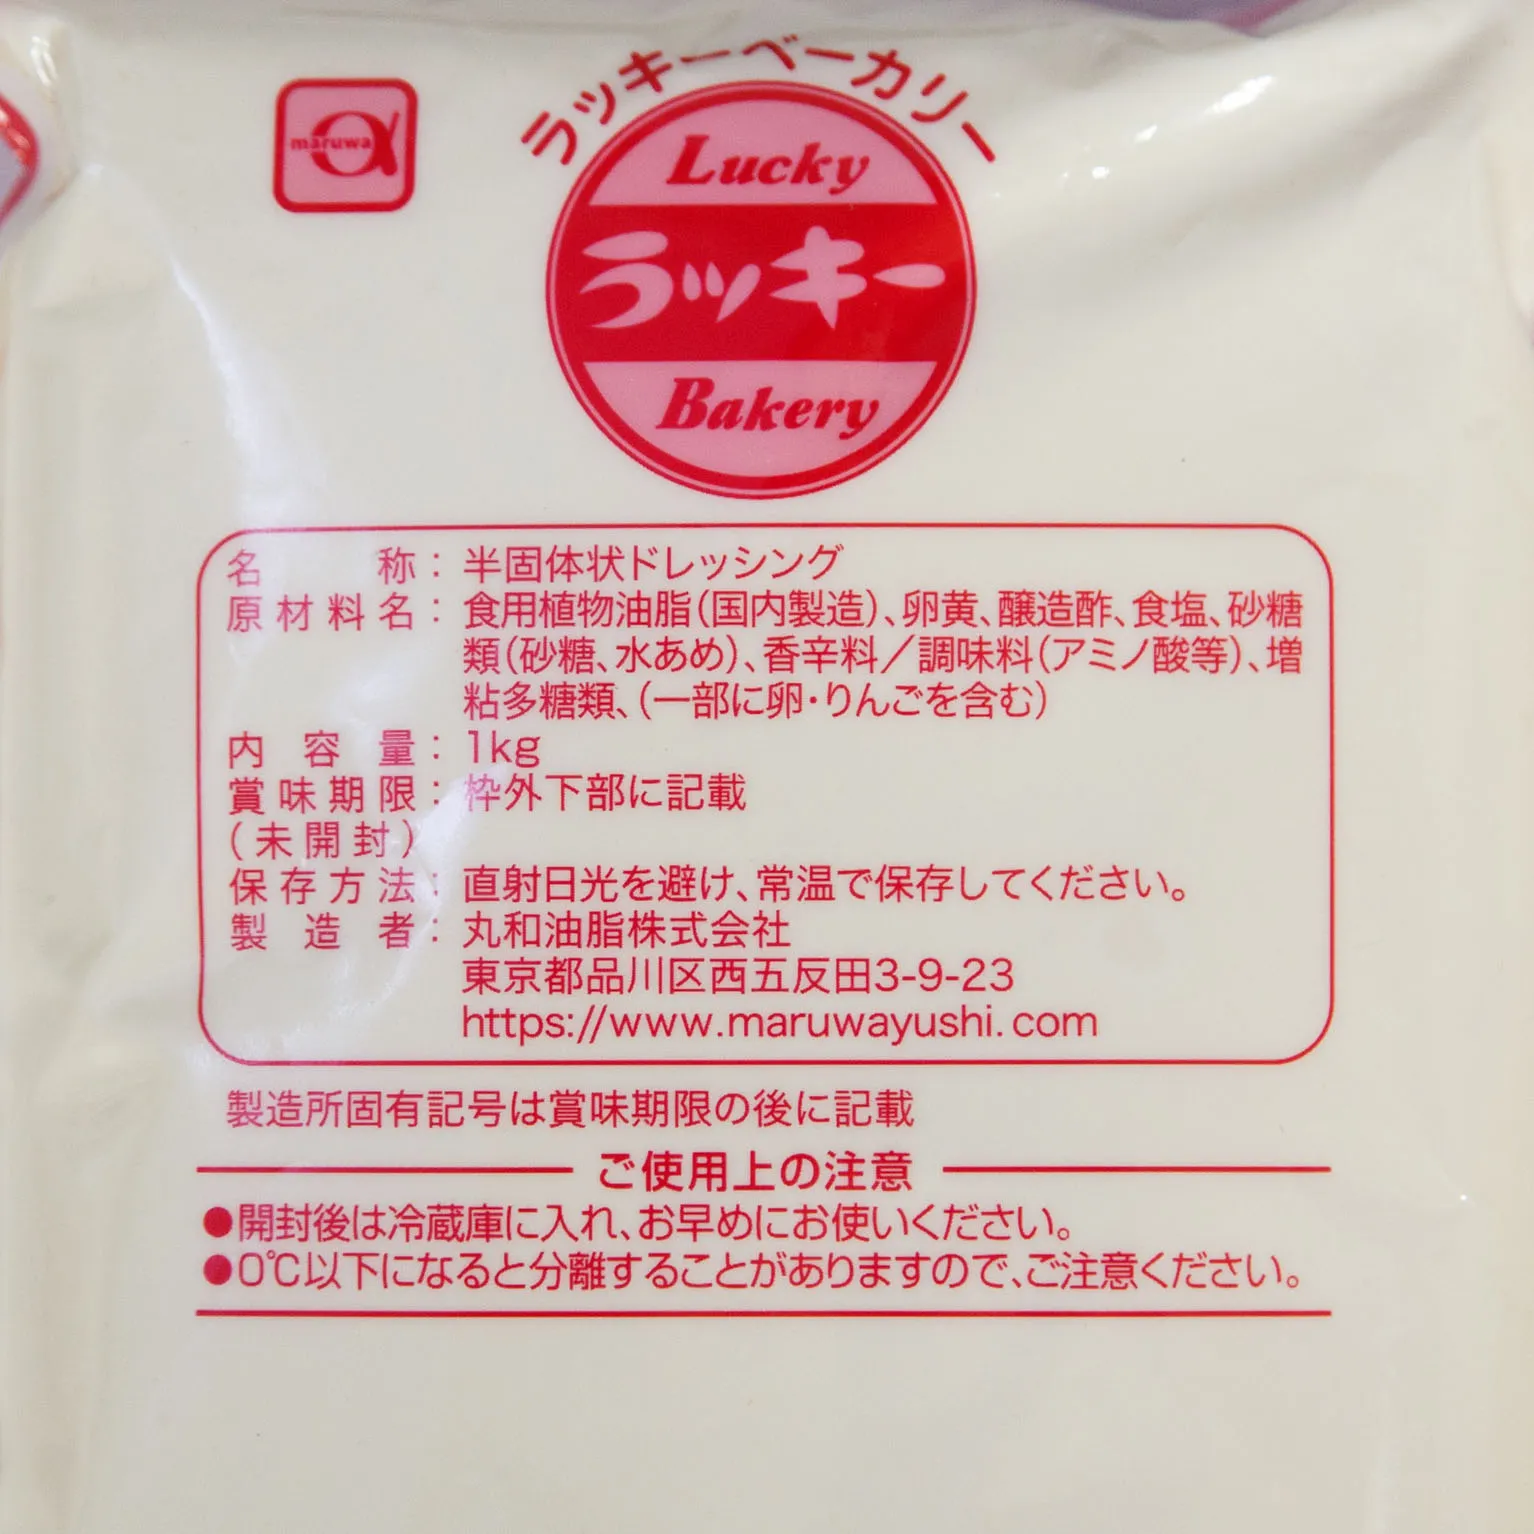 ラッキーベーカリー
maruwa
Lucky
ラッキー
Bakery
名称：半固体状ドレッシング
原材料名：食用植物油脂（国内製造）、卵黄、醸造酢、食塩、砂糖
類（砂糖、水あめ）、香辛料／調味料（アミノ酸等）、増
粘多糖類、（一部に卵・りんごを含む）
内容量：1kg
賞味期限：枠外下部に記載
（未開封）
保存方法：直射日光を避け、常温で保存してください。
製造者：丸和油脂株式会社
東京都品川区西五反田3-9-23
https://www.maruwayushi.com
製造所固有記号は賞味期限の後に記載
ご使用上の注意
●開封後は冷蔵庫に入れ、お早めにお使いください。
●0℃以下になると分離することがありますので、ご注意ください。